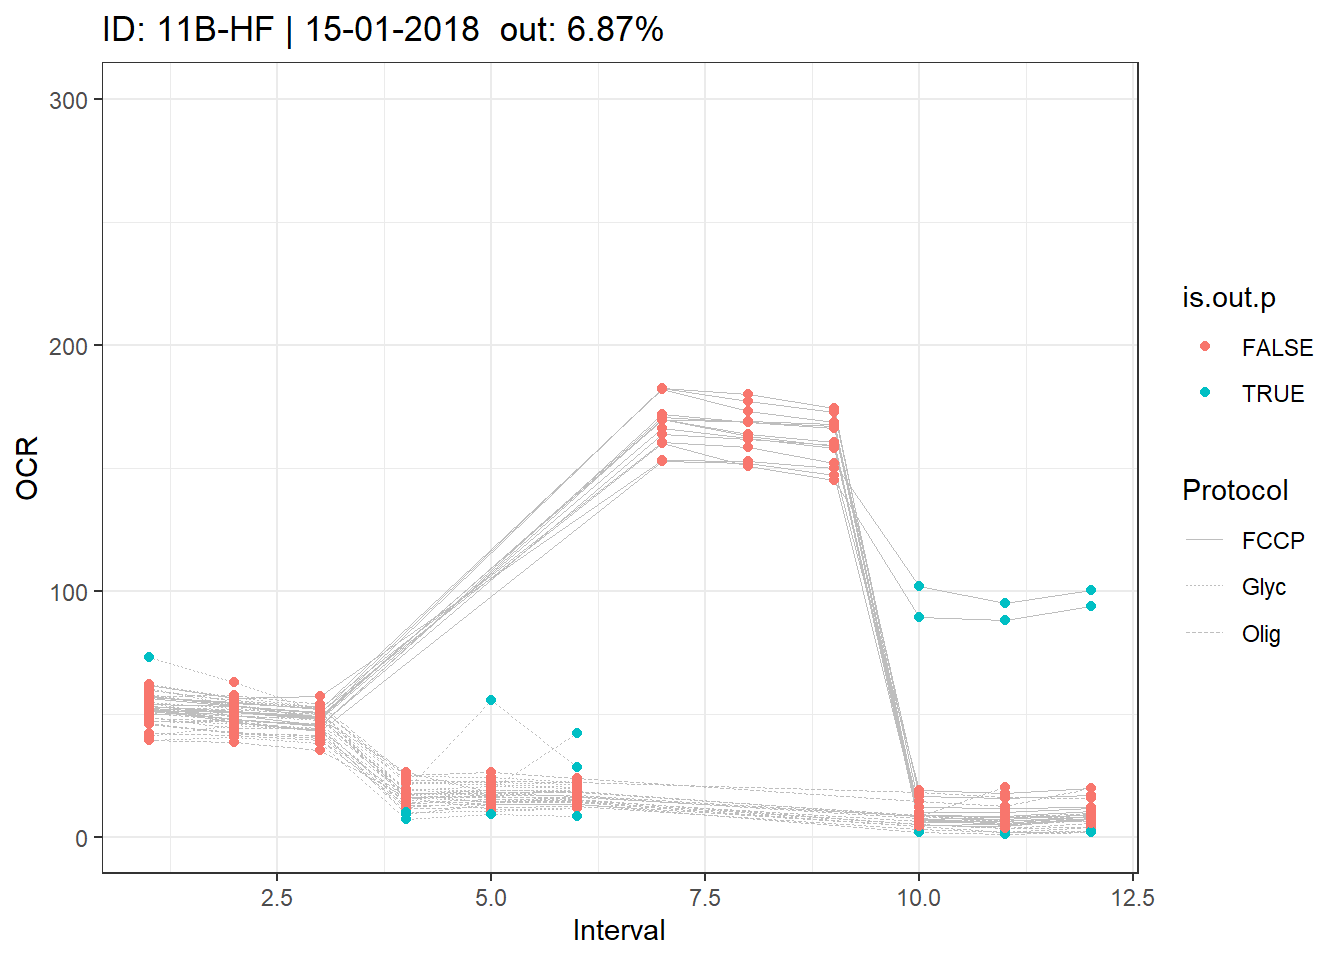 ID: 11B-HF | 15-01-2018  out: 6.87%
300
200
100
0
OCR
2.5
5.0
7.5
10.0
12.5
Interval
is.out.p
FALSE
TRUE
Protocol
FCCP
Glyc
Olig